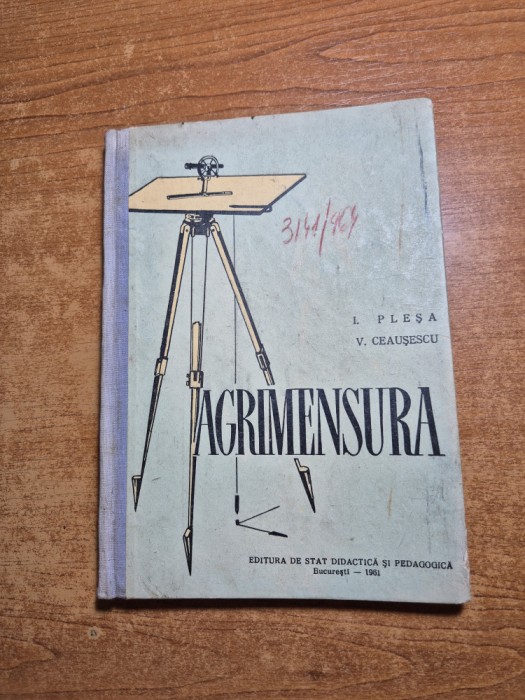 3141/964
I. PLEŞA
V. CEAUŞESCU
AGRIMENSURA
EDITURA DE STAT DIDACTICĂ ŞI PEDAGOGICĂ
Bucureşti — 1961